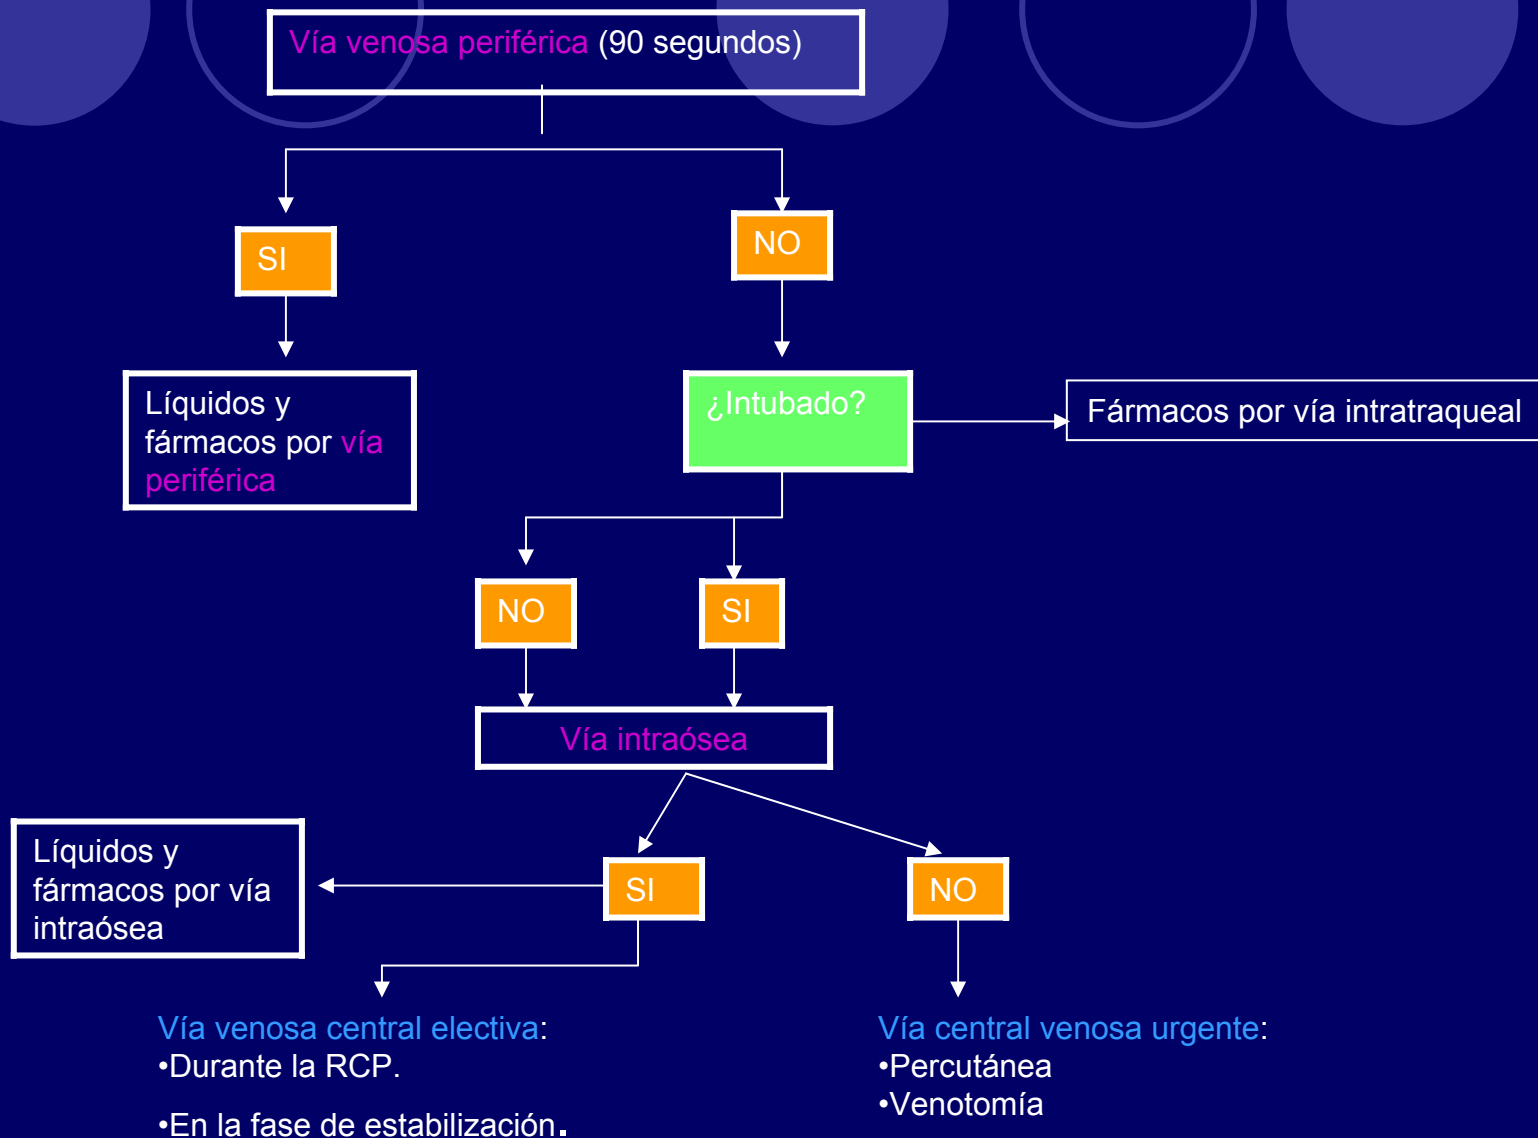 Vía venosa periférica (90 segundos)
SI
NO
Líquidos y
fármacos por vía
periférica
¿Intubado?
Fármacos por vía intratraqueal
NO
SI
Vía intraósea
Líquidos y
fármacos por vía
intraósea
SI
NO
Vía venosa central electiva:
•Durante la RCP.
•En la fase de estabilización.
Vía central venosa urgente:
•Percutánea
•Venotomía